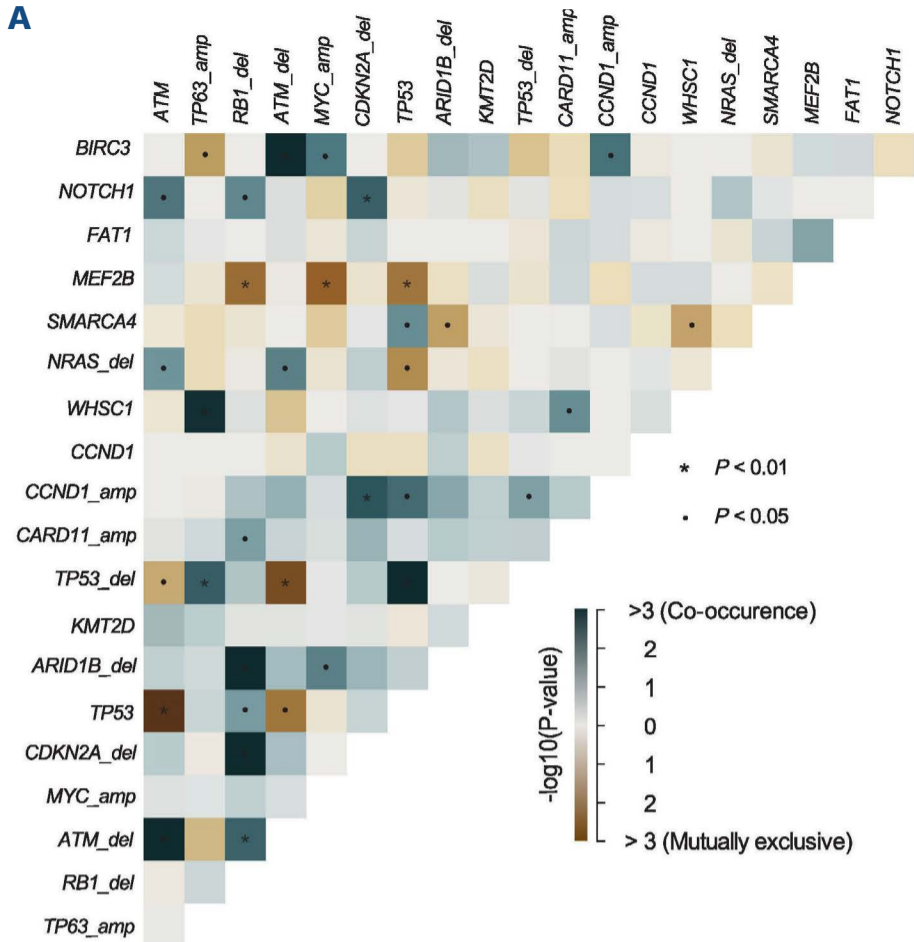 A
ATM
TP63_amp
RB1_del
ATM_del
MYC_amp
CDKN2A_del
TP53
ARID1B_del
KMT2D
TP53_del
CARD11_amp
CCND1_amp
CCND1
WHSC1
NRAS_del
SMARCA4
MEF2B
FAT1
NOTCH1
BIRC3
NOTCH1
FAT1
MEF2B
SMARCA4
NRAS_del
WHSC1
CCND1
CCND1_amp
CARD11_amp
TP53_del
KMT2D
ARID1B_del
TP53
CDKN2A_del
MYC_amp
ATM_del
RB1_del
TP63_amp
* P < 0.01
• P < 0.05
-log10(P-value)
>3 (Co-occurence)
2
1
0
1
2
> 3 (Mutually exclusive)